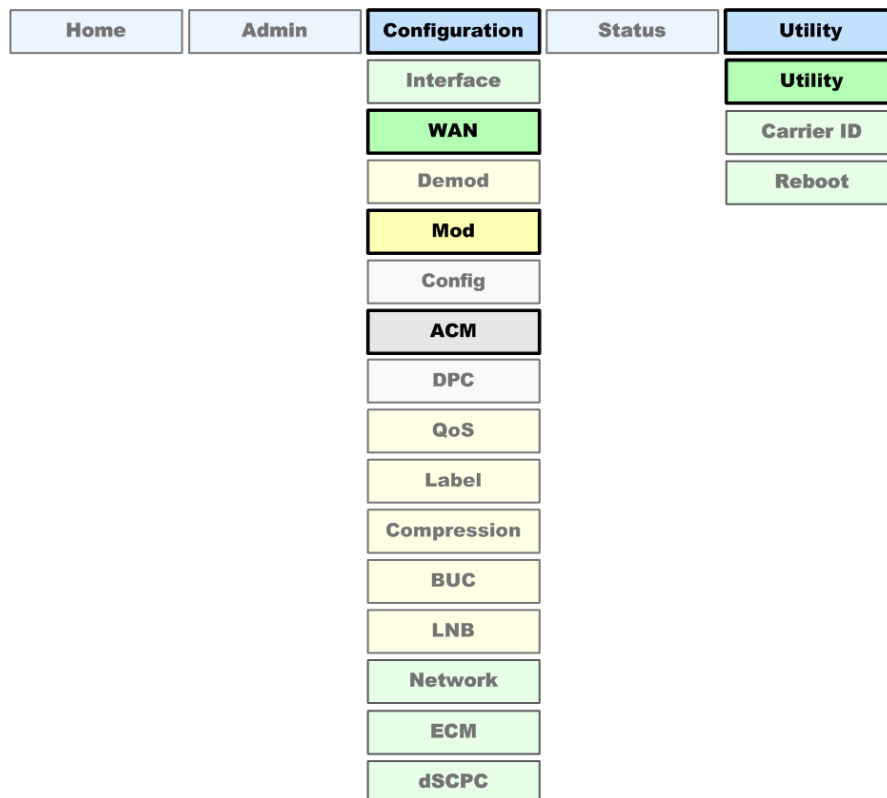 Home Admin Configuration Status Utility
Interface Utility
WAN Carrier ID
Demod Reboot
Mod
Config
ACM
DPC
QoS
Label
Compression
BUC
LNB
Network
ECM
dSCPC